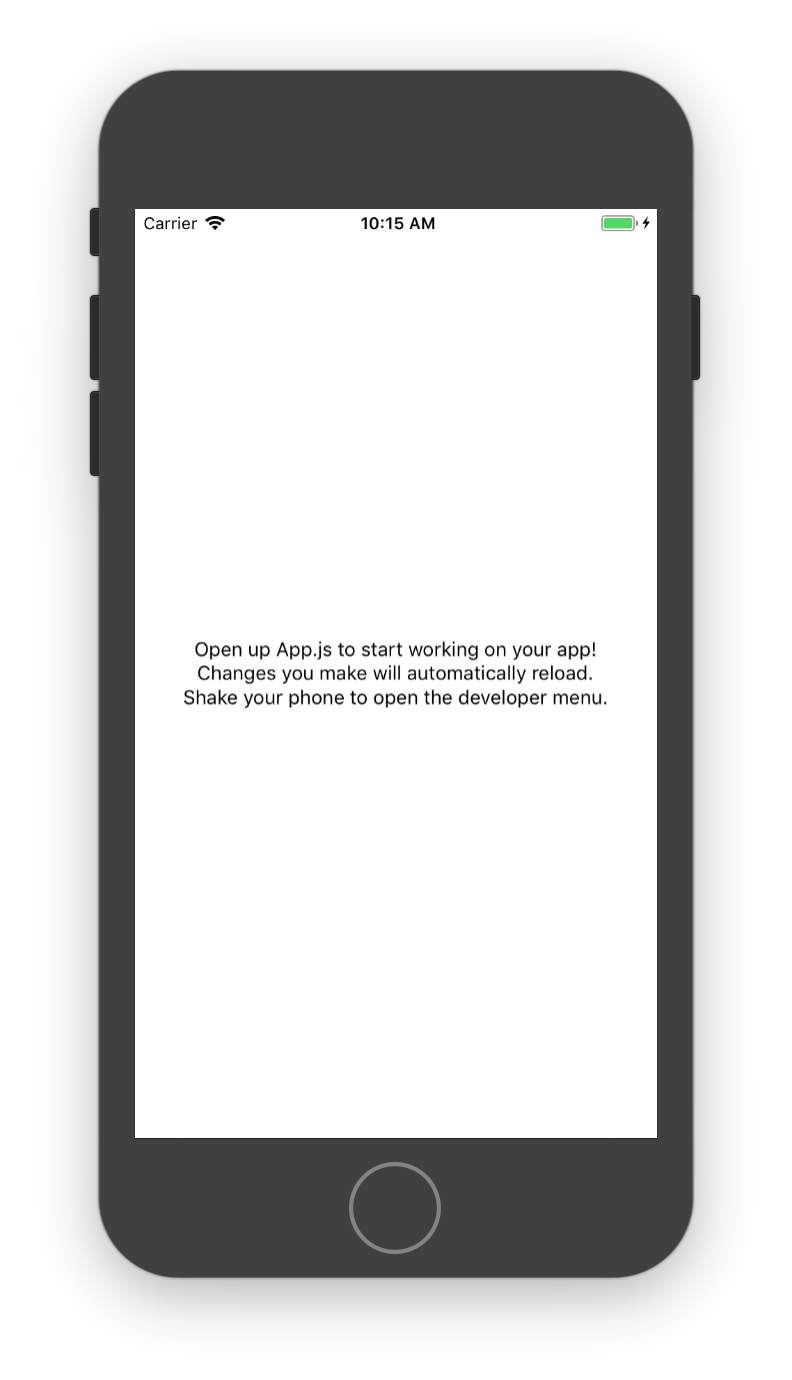 Carrier 10:15 AM
Open up App.js to start working on your app!
Changes you make will automatically reload.
Shake your phone to open the developer menu.